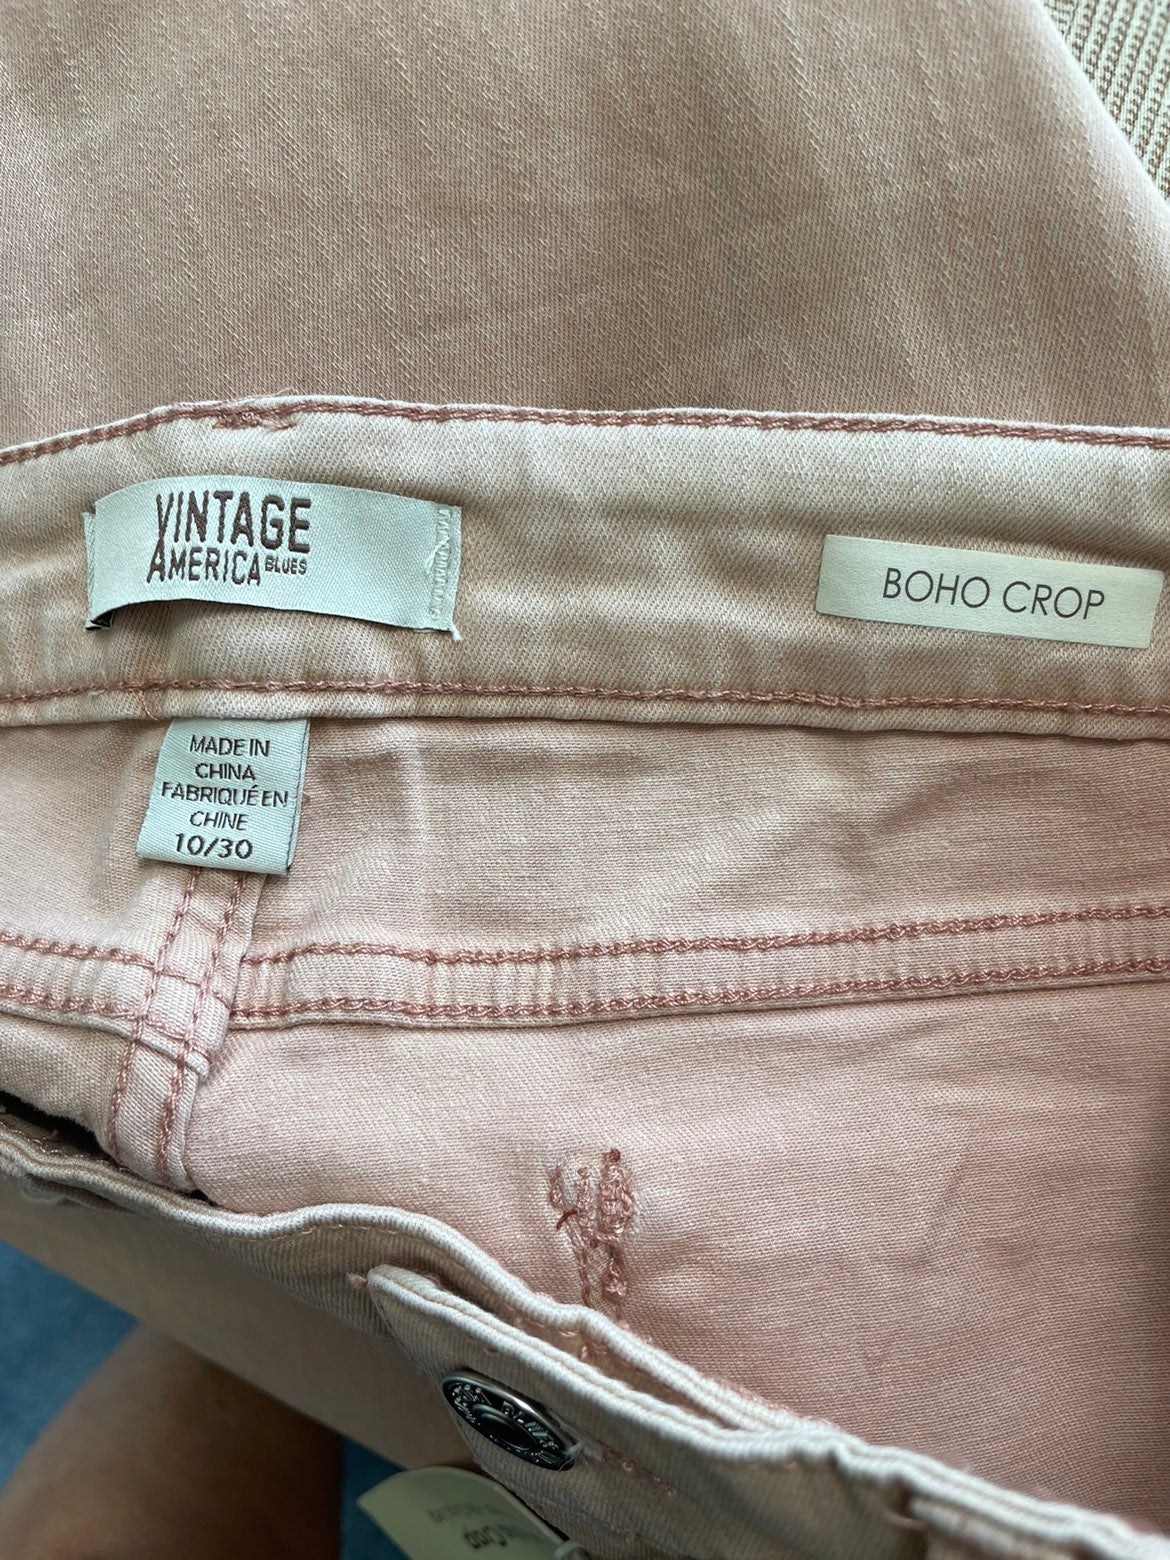 VINTAGE
AMERICA BLUES
BOHO CROP
MADE IN
CHINA
FABRIQUÉ EN
CHINE
10/30